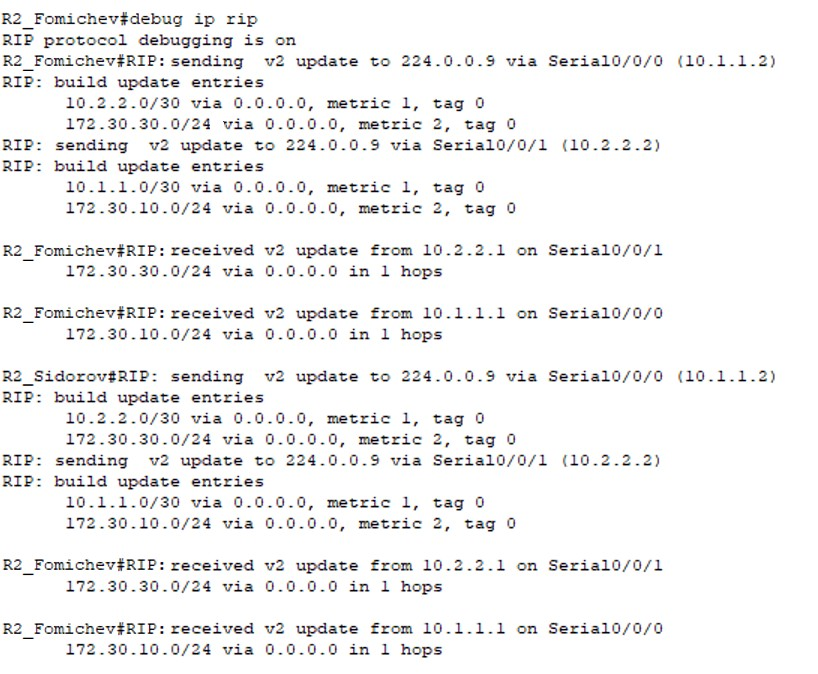 R2_Fomichev#debug ip rip
RIP protocol debugging is on
R2_Fomichev#RIP: sending  v2 update to 224.0.0.9 via Serial0/0/0 (10.1.1.2)
RIP: build update entries
      10.2.2.0/30 via 0.0.0.0, metric 1, tag 0
      172.30.30.0/24 via 0.0.0.0, metric 2, tag 0
RIP: sending  v2 update to 224.0.0.9 via Serial0/0/1 (10.2.2.2)
RIP: build update entries
      10.1.1.0/30 via 0.0.0.0, metric 1, tag 0
      172.30.10.0/24 via 0.0.0.0, metric 2, tag 0
R2_Fomichev#RIP: received v2 update from 10.2.2.1 on Serial0/0/1
      172.30.30.0/24 via 0.0.0.0 in 1 hops
R2_Fomichev#RIP: received v2 update from 10.1.1.1 on Serial0/0/0
      172.30.10.0/24 via 0.0.0.0 in 1 hops
R2_Sidorov#RIP: sending  v2 update to 224.0.0.9 via Serial0/0/0 (10.1.1.2)
RIP: build update entries
      10.2.2.0/30 via 0.0.0.0, metric 1, tag 0
      172.30.30.0/24 via 0.0.0.0, metric 2, tag 0
RIP: sending  v2 update to 224.0.0.9 via Serial0/0/1 (10.2.2.2)
RIP: build update entries
      10.1.1.0/30 via 0.0.0.0, metric 1, tag 0
      172.30.10.0/24 via 0.0.0.0, metric 2, tag 0
R2_Fomichev#RIP: received v2 update from 10.2.2.1 on Serial0/0/1
      172.30.30.0/24 via 0.0.0.0 in 1 hops
R2_Fomichev#RIP: received v2 update from 10.1.1.1 on Serial0/0/0
      172.30.10.0/24 via 0.0.0.0 in 1 hops